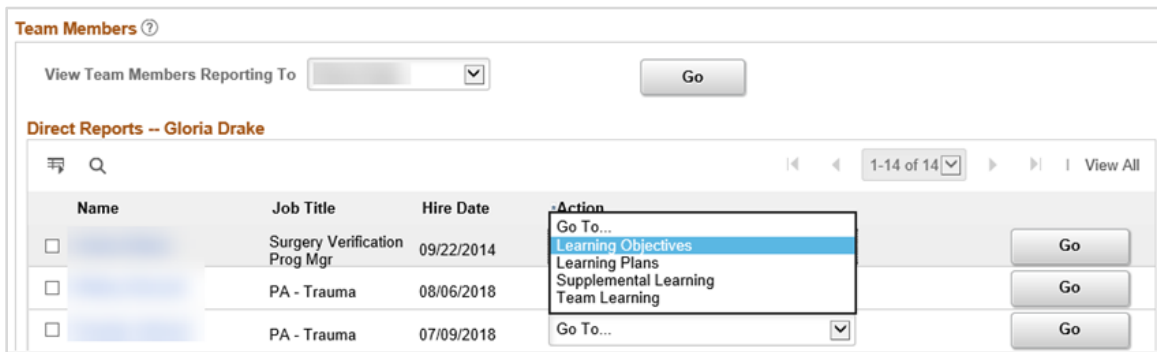 Team Members ?
View Team Members Reporting To
Go
Direct Reports -- Gloria Drake
1-14 of 14
View All
Name Job Title Hire Date *Action
Go To...
Learning Objectives
Learning Plans
Supplemental Learning
Team Learning
Surgery Verification
Prog Mgr
09/22/2014
Go
PA - Trauma 08/06/2018 Go
PA - Trauma 07/09/2018 Go To... Go